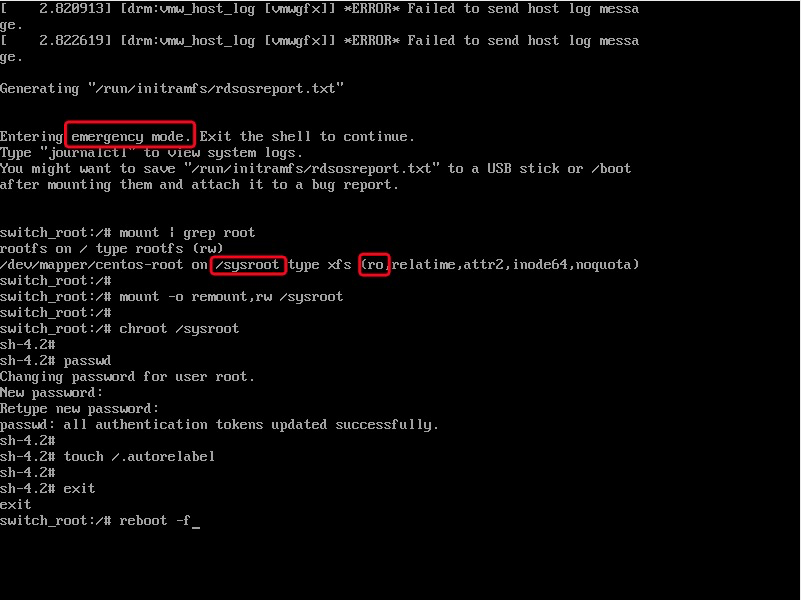 [    2.820913] [drm:vmw_host_log [vmwgfx]] *ERROR* Failed to send host log messa
ge.
[    2.822619] [drm:vmw_host_log [vmwgfx]] *ERROR* Failed to send host log messa
ge.
Generating "/run/initramfs/rdsosreport.txt"
Entering emergency mode. Exit the shell to continue.
Type "journalctl" to view system logs.
You might want to save "/run/initramfs/rdsosreport.txt" to a USB stick or /boot
after mounting them and attach it to a bug report.
switch_root:/# mount | grep root
rootfs on / type rootfs (rw)
/dev/mapper/centos-root on /sysroot type xfs (ro,relatime,attr2,inode64,noquota)
switch_root:/#
switch_root:/# mount -o remount,rw /sysroot
switch_root:/#
switch_root:/# chroot /sysroot
sh-4.2#
sh-4.2# passwd
Changing password for user root.
New password:
Retype new password:
passwd: all authentication tokens updated successfully.
sh-4.2#
sh-4.2# touch /.autorelabel
sh-4.2#
sh-4.2# exit
exit
switch_root:/# reboot -f_